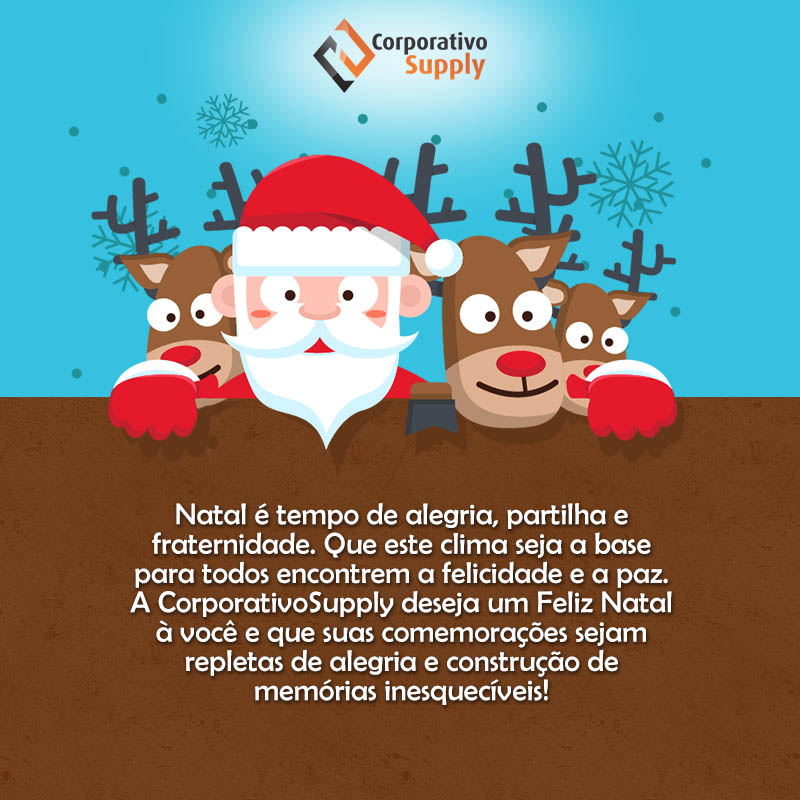 Corporativo
Supply
Natal é tempo de alegria, partilha e
fraternidade. Que este clima seja a base
para todos encontrem a felicidade e a paz.
A CorporativoSupply deseja um Feliz Natal
à você e que suas comemorações sejam
repletas de alegria e construção de
memórias inesquecíveis!